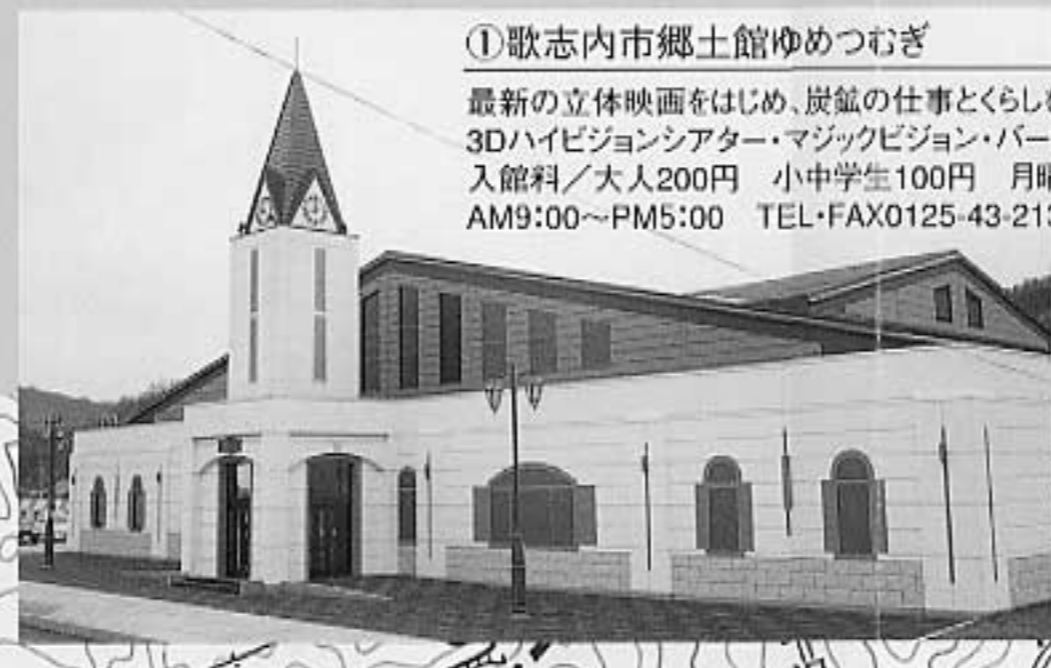 ①歌志内市郷土館ゆめつむぎ
最新の立体映画をはじめ、炭鉱の仕事とくらしを
3Dハイビジョンシアター・マジックビジョン・バー
入館料／大人200円　小中学生100円　月曜
AM9:00～PM5:00　TEL・FAX0125-43-213